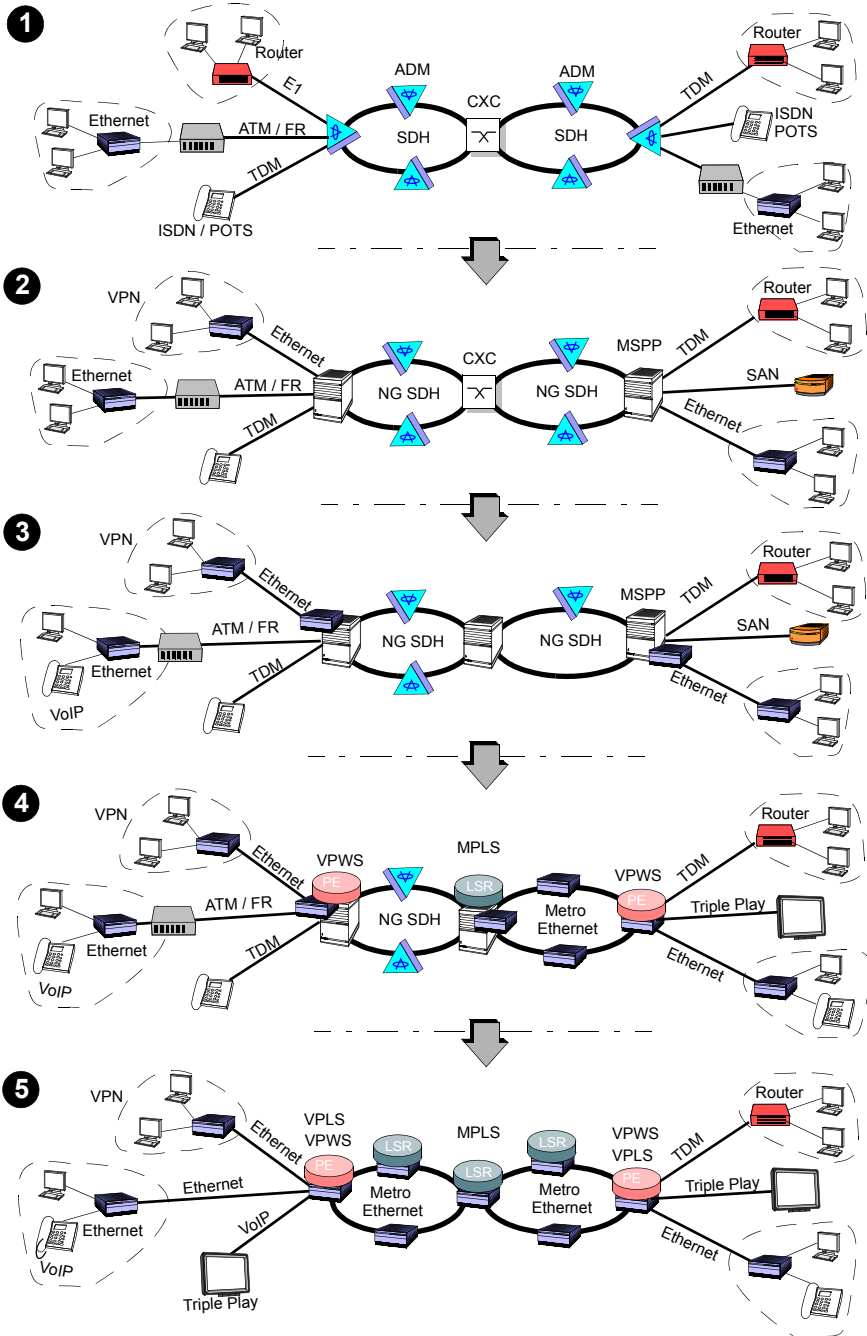 1
Router
E1
Ethernet
ATM / FR
TDM
ISDN / POTS
ADM
SDH
CXC
ADM
SDH
TDM
Router
ISDN
POTS
Ethernet
2
VPN
Ethernet
Ethernet
ATM / FR
TDM
NG SDH
CXC
NG SDH
MSPP
TDM
Router
SAN
Ethernet
3
VPN
Ethernet
ATM / FR
Ethernet
VoIP
TDM
NG SDH
NG SDH
MSPP
TDM
Router
SAN
Ethernet
4
VPN
Ethernet
ATM / FR
Ethernet
VoIP
TDM
VPWS
PE
NG SDH
MPLS
LSR
Metro
Ethernet
VPWS
PE
TDM
Router
Triple Play
Ethernet
5
VPN
Ethernet
Ethernet
Ethernet
VoIP
VoIP
Triple Play
VPLS
VPWS
PE
LSR
Metro
Ethernet
MPLS
LSR
LSR
Metro
Ethernet
VPWS
VPLS
PE
TDM
Router
Triple Play
Ethernet